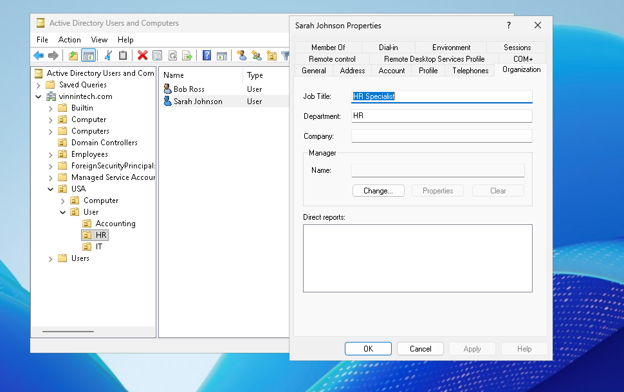 Active Directory Users and Computers
File Action View Help
Active Directory Users and Com
Saved Queries
vinnintech.com
Builtin
Computer
Computers
Domain Controllers
Employees
ForeignSecurityPrincipal:
Managed Service Accour
USA
Computer
User
Accounting
HR
IT
Users
Name Type
Bob Ross User
Sarah Johnson User
Sarah Johnson Properties
Member Of Dial-in Environment Sessions
Remote control Remote Desktop Services Profile COM+
General Address Account Profile Telephones Organization
Job Title: HR Specialist
Department: HR
Company:
Manager
Name:
Change... Properties Clear
Direct reports:
OK Cancel Apply Help